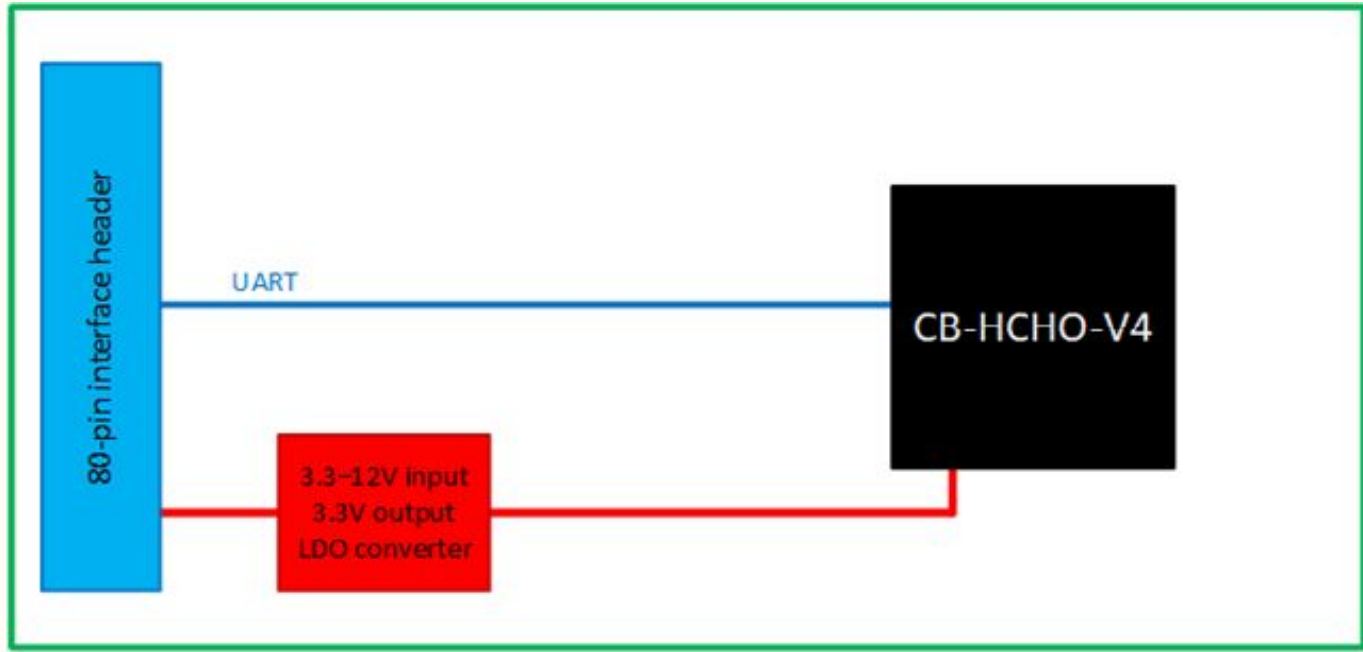 80-pin interface header
UART
CB-HCHO-V4
3.3–12V input
3.3V output
LDO converter